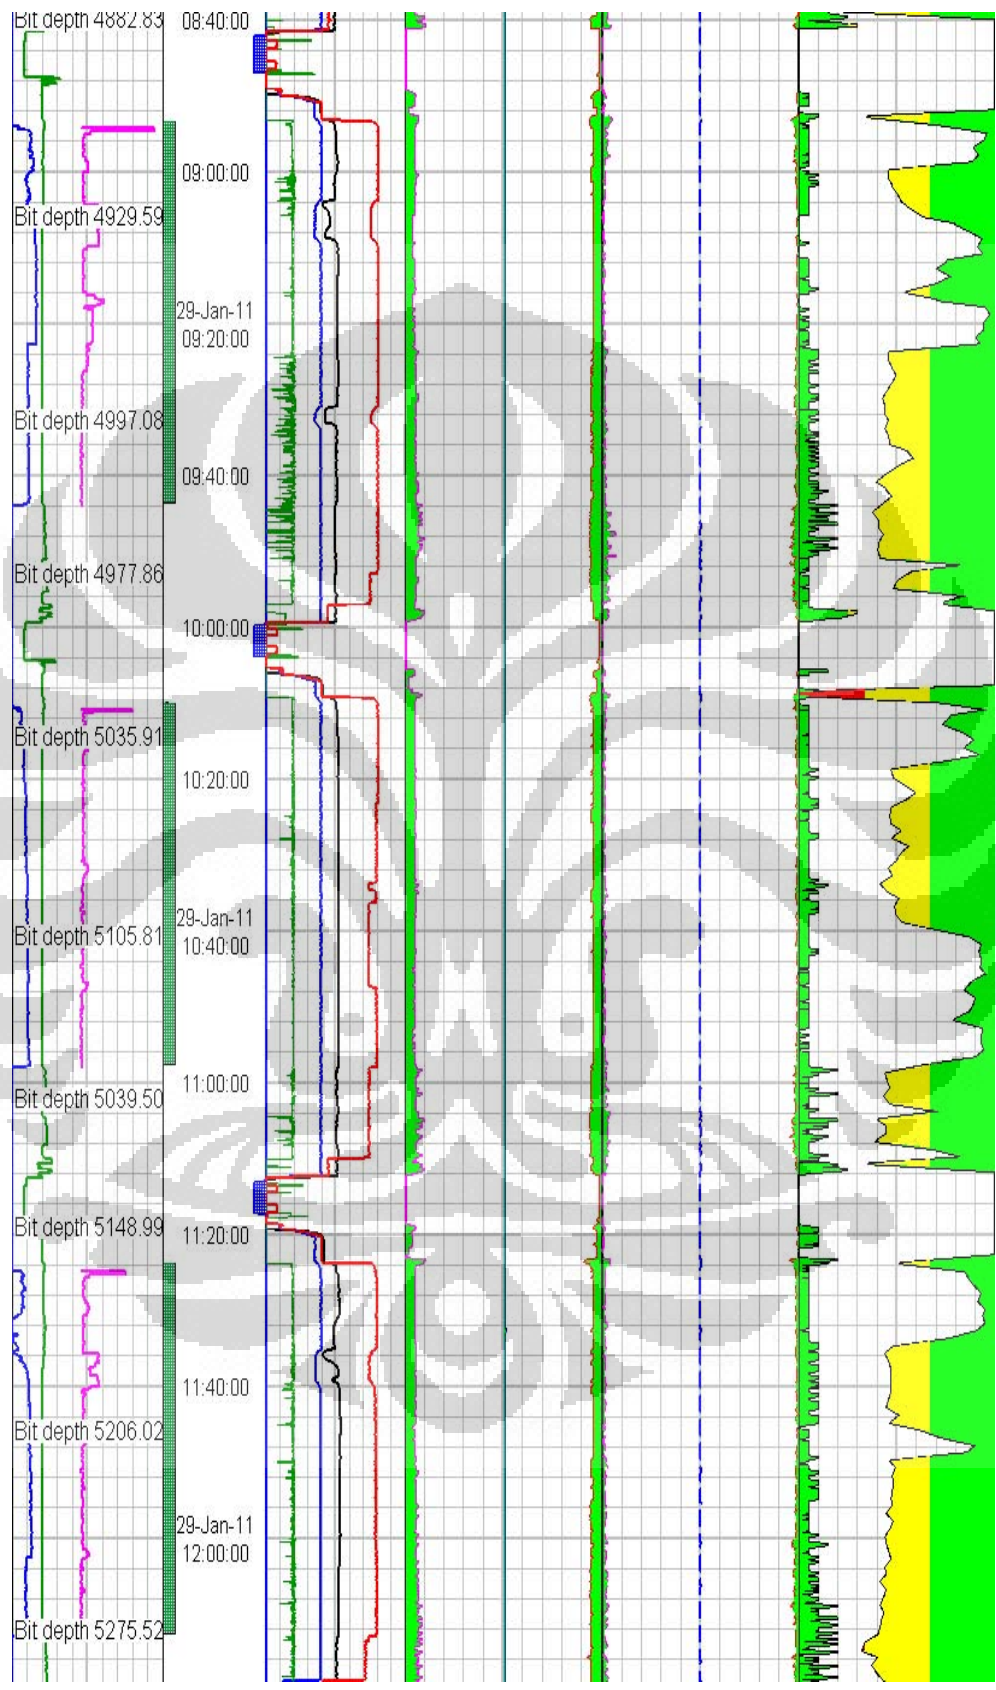 Bit depth 4882.83
08:40:00
09:00:00
Bit depth 4929.59
29-Jan-11
09:20:00
Bit depth 4997.08
09:40:00
Bit depth 4977.86
10:00:00
Bit depth 5035.91
10:20:00
29-Jan-11
Bit depth 5105.81
10:40:00
11:00:00
Bit depth 5039.50
Bit depth 5148.99
11:20:00
11:40:00
Bit depth 5206.02
29-Jan-11
12:00:00
Bit depth 5275.52